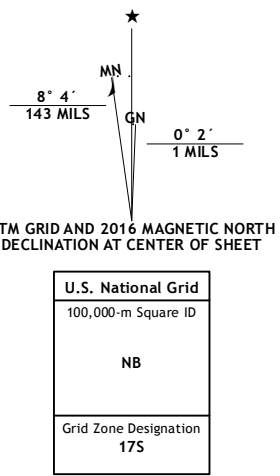 ★
MN
8° 4´
143 MILS
GN
0° 2´
1 MILS
TM GRID AND 2016 MAGNETIC NORTH
DECLINATION AT CENTER OF SHEET
U.S. National Grid
100,000-m Square ID
NB
Grid Zone Designation
17S